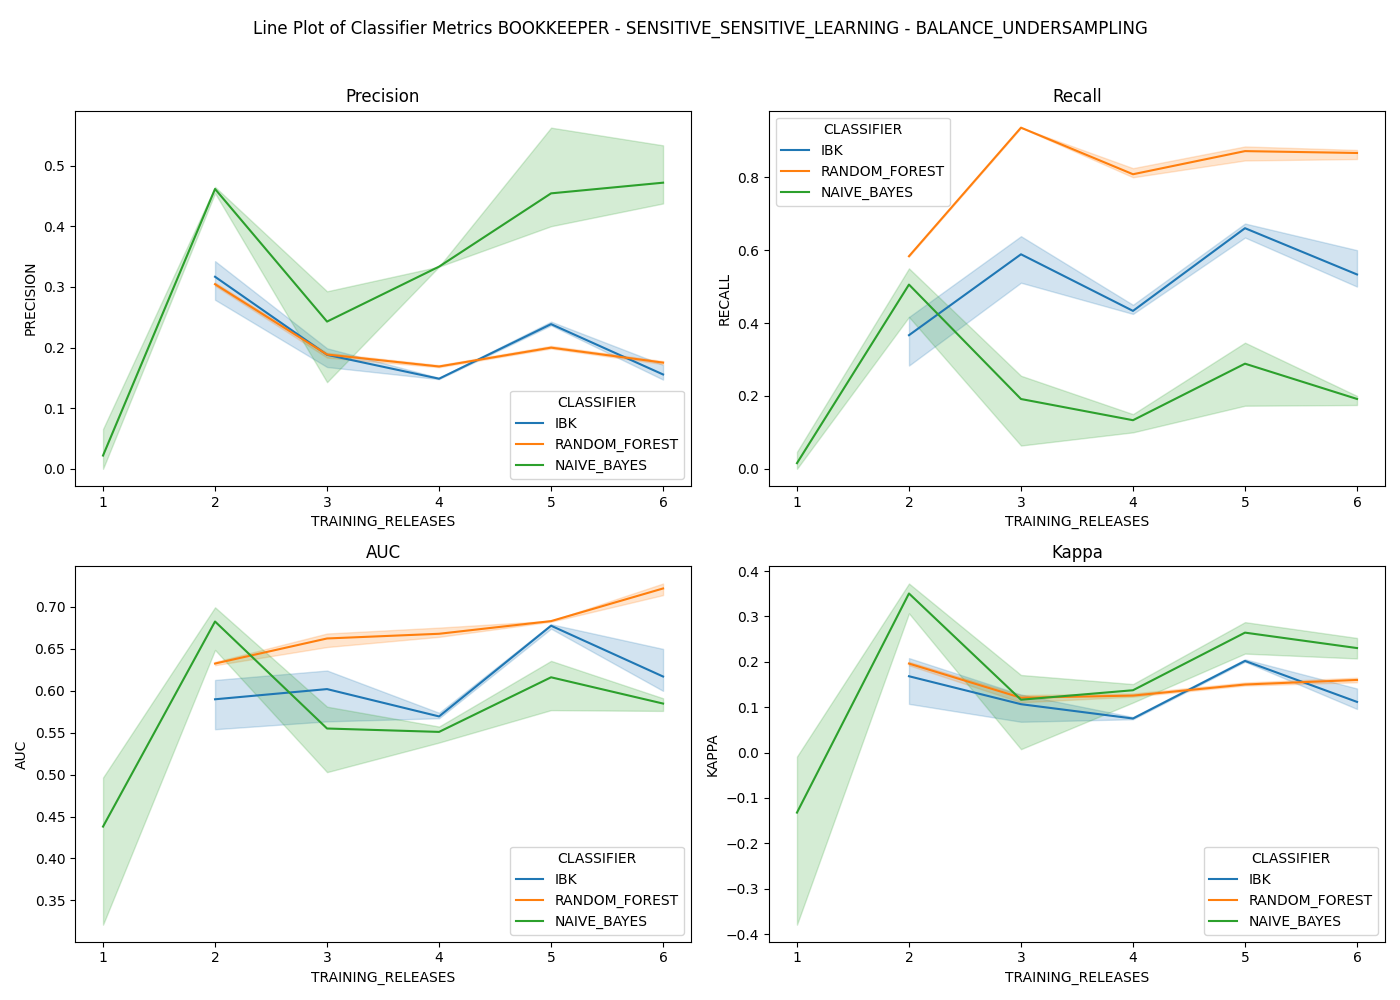 Line Plot of Classifier Metrics BOOKKEEPER - SENSITIVE_SENSITIVE_LEARNING - BALANCE_UNDERSAMPLING
Precision
PRECISION
0.5
0.4
0.3
0.2
0.1
0.0
CLASSIFIER
IBK
RANDOM_FOREST
NAIVE_BAYES
1 2 3 4 5 6
TRAINING_RELEASES
Recall
RECALL
0.8
0.6
0.4
0.2
0.0
CLASSIFIER
IBK
RANDOM_FOREST
NAIVE_BAYES
1 2 3 4 5 6
TRAINING_RELEASES
AUC
AUC
0.70
0.65
0.60
0.55
0.50
0.45
0.40
0.35
CLASSIFIER
IBK
RANDOM_FOREST
NAIVE_BAYES
1 2 3 4 5 6
TRAINING_RELEASES
Kappa
KAPPA
0.4
0.3
0.2
0.1
0.0
−0.1
−0.2
−0.3
−0.4
CLASSIFIER
IBK
RANDOM_FOREST
NAIVE_BAYES
1 2 3 4 5 6
TRAINING_RELEASES